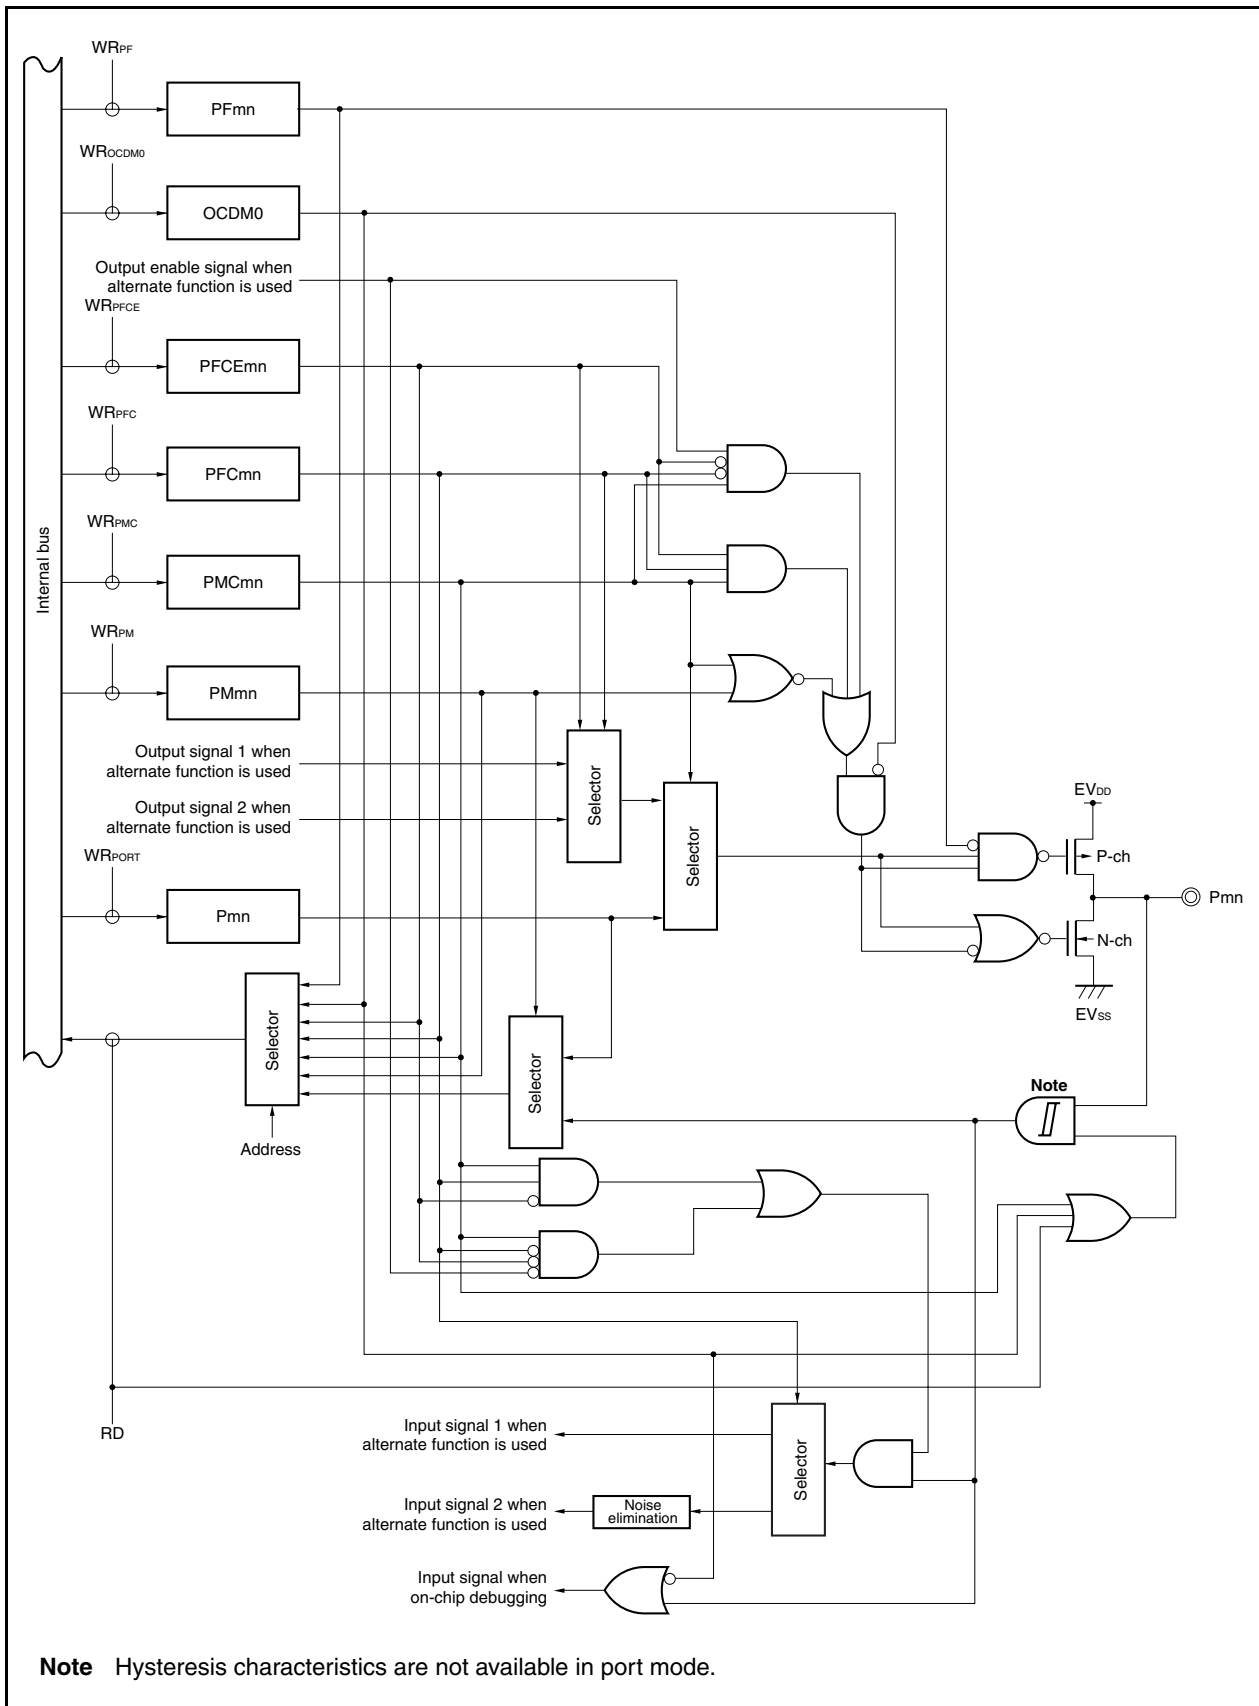 WRPF
PFmn
WROCDM0
OCDM0
Output enable signal when
alternate function is used
WRPFCE
PFCEmn
WRPFC
PFCmn
WRPMC
Internal bus
PMCmn
WRPM
PMmn
Output signal 1 when
alternate function is used
Selector
Output signal 2 when
alternate function is used
Selector
EVDD
P-ch
WRPORT
Pmn
Pmn
N-ch
EVSS
Selector
Selector
Address
Note
RD
Input signal 1 when
alternate function is used
Selector
Input signal 2 when
alternate function is used
Noise
elimination
Input signal when
on-chip debugging
Note Hysteresis characteristics are not available in port mode.